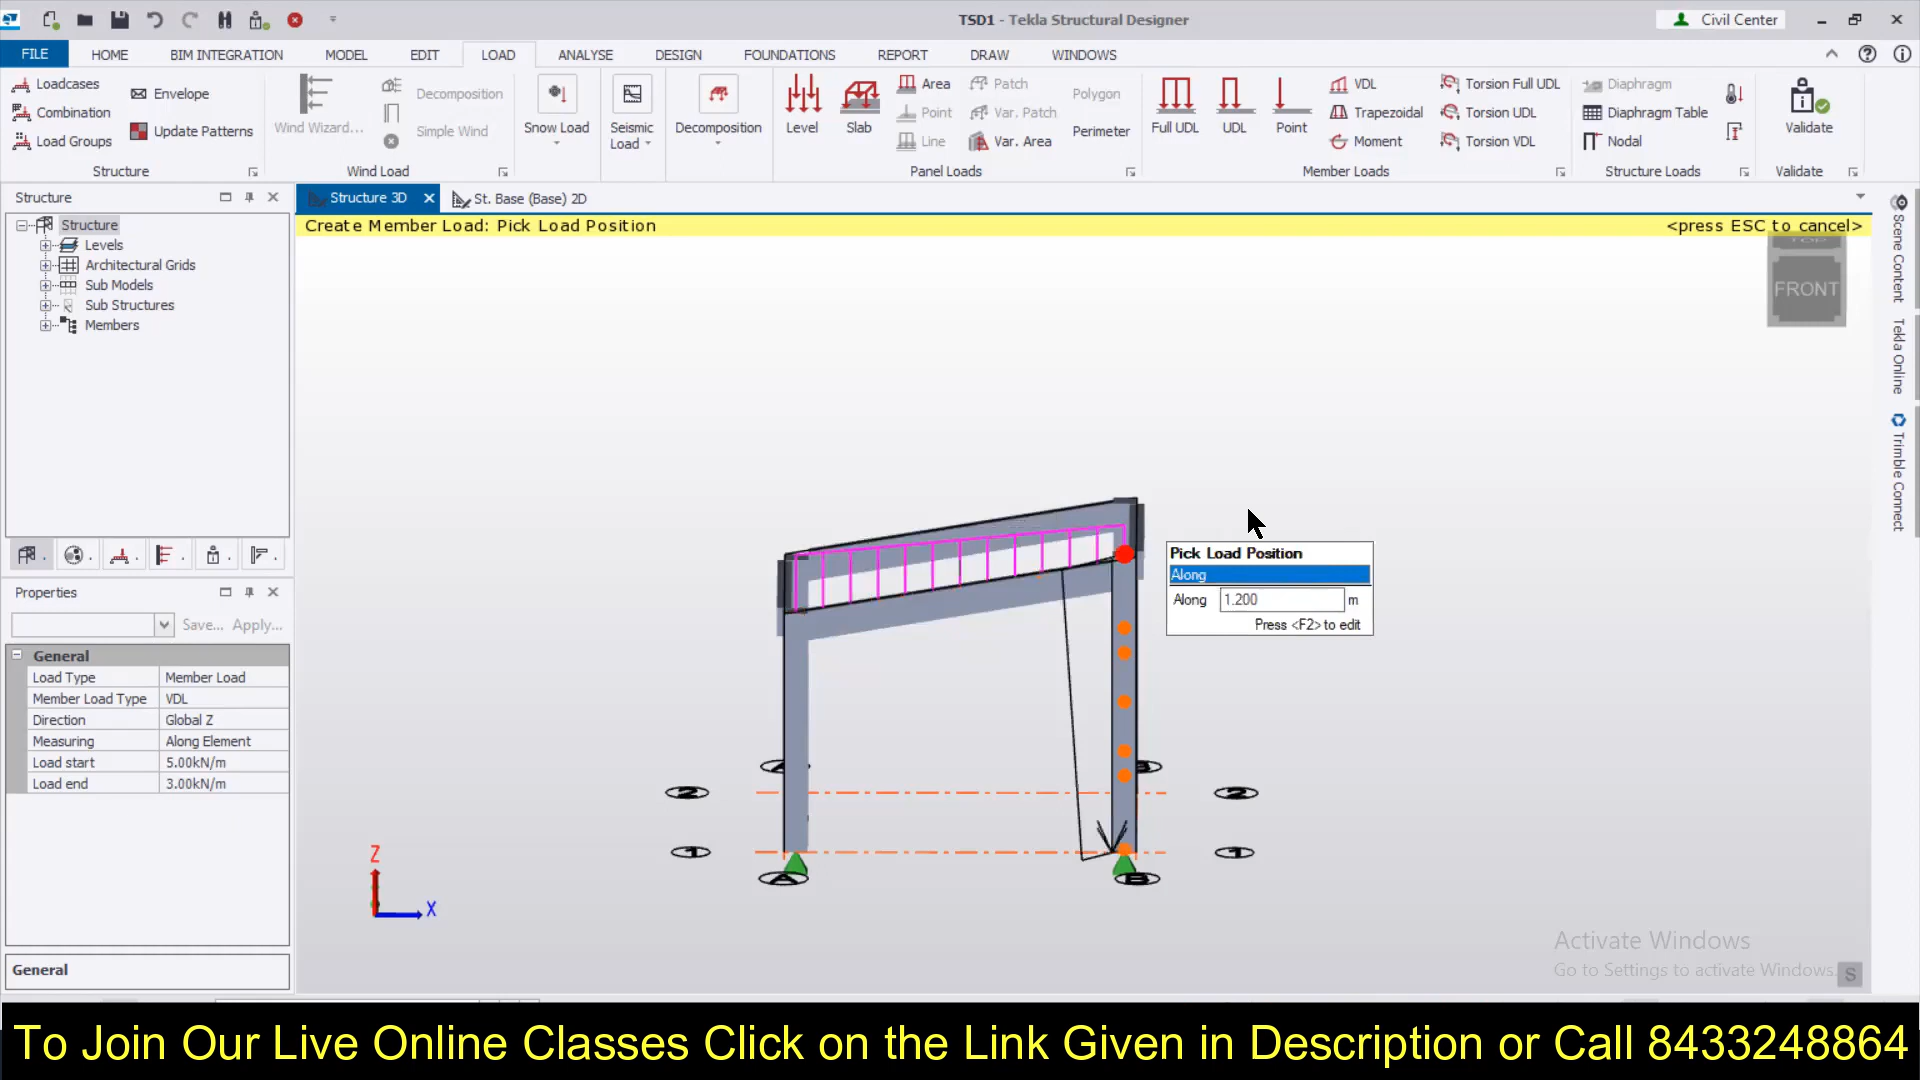 TSD1 - Tekla Structural Designer
Civil Center
FILE
HOME
BIM INTEGRATION
MODEL
EDIT
LOAD
ANALYSE
DESIGN
FOUNDATIONS
REPORT
DRAW
WINDOWS
Loadcases
Combination
Load Groups
Envelope
Update Patterns
Structure
Wind Wizard...
Decomposition
Simple Wind
Wind Load
Snow Load
Seismic
Load
Decomposition
Level
Slab
Area
Point
Line
Patch
Var. Patch
Var. Area
Polygon
Perimeter
Panel Loads
Full UDL
UDL
Point
VDL
Trapezoidal
Moment
Torsion Full UDL
Torsion UDL
Torsion VDL
Member Loads
Diaphragm
Diaphragm Table
Nodal
Structure Loads
Validate
Validate
Structure
Structure 3D
St. Base (Base) 2D
Create Member Load: Pick Load Position
<press ESC to cancel>
Structure
Levels
Architectural Grids
Sub Models
Sub Structures
Members
TOP
FRONT
Scene Content
Tekla Online
Trimble Connect
Pick Load Position
Along
Along 1.200 m
Press <F2> to edit
Properties
Save... Apply...
General
Load Type Member Load
Member Load Type VDL
Direction Global Z
Measuring Along Element
Load start 5.00kN/m
Load end 3.00kN/m
General
2
2
1
1
A
B
Z
X
Activate Windows
Go to Settings to activate Windows.
S
To Join Our Live Online Classes Click on the Link Given in Description or Call 8433248864